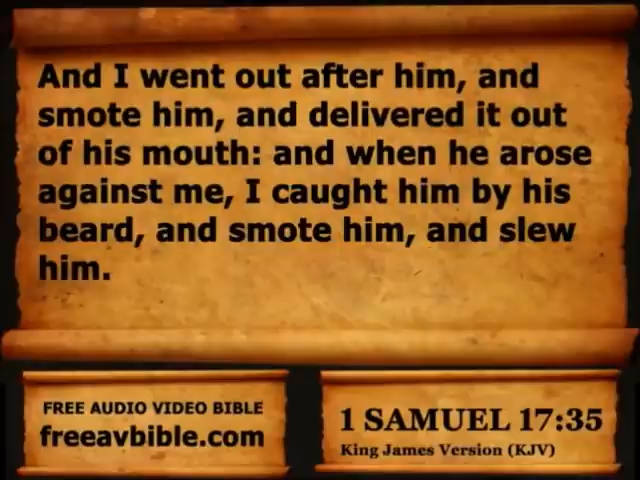 And I went out after him, and
smote him, and delivered it out
of his mouth: and when he arose
against me, I caught him by his
beard, and smote him, and slew
him.
FREE AUDIO VIDEO BIBLE
freeavbible.com
1 SAMUEL 17:35
King James Version (KJV)